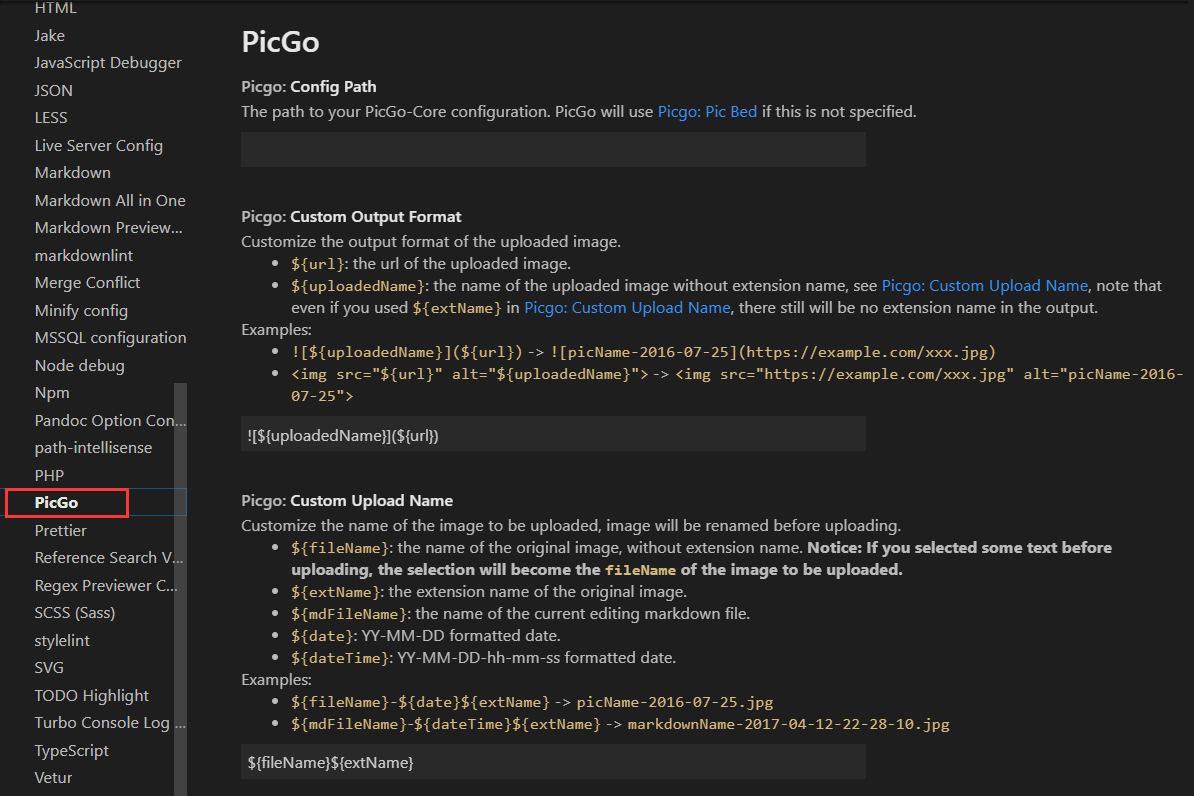 HTML
Jake
JavaScript Debugger
JSON
LESS
Live Server Config
Markdown
Markdown All in One
Markdown Preview...
markdownlint
Merge Conflict
Minify config
MSSQL configuration
Node debug
Npm
Pandoc Option Con...
path-intellisense
PHP
PicGo
Prettier
Reference Search V...
Regex Previewer C...
SCSS (Sass)
stylelint
SVG
TODO Highlight
Turbo Console Log ...
TypeScript
Vetur
PicGo
Picgo: Config Path
The path to your PicGo-Core configuration. PicGo will use Picgo: Pic Bed if this is not specified.
Picgo: Custom Output Format
Customize the output format of the uploaded image.
• ${url}: the url of the uploaded image.
• ${uploadedName}: the name of the uploaded image without extension name, see Picgo: Custom Upload Name, note that
even if you used ${extName} in Picgo: Custom Upload Name, there still will be no extension name in the output.
Examples:
• ![${uploadedName}](${url}) -> ![picName-2016-07-25](https://example.com/xxx.jpg)
• <img src="${url}" alt="${uploadedName}"> -> <img src="https://example.com/xxx.jpg" alt="picName-2016-
07-25">
![${uploadedName}](${url})
Picgo: Custom Upload Name
Customize the name of the image to be uploaded, image will be renamed before uploading.
• ${fileName}: the name of the original image, without extension name. Notice: If you selected some text before
uploading, the selection will become the fileName of the image to be uploaded.
• ${extName}: the extension name of the original image.
• ${mdFileName}: the name of the current editing markdown file.
• ${date}: YY-MM-DD formatted date.
• ${dateTime}: YY-MM-DD-hh-mm-ss formatted date.
Examples:
• ${fileName}-${date}${extName} -> picName-2016-07-25.jpg
• ${mdFileName}-${dateTime}${extName} -> markdownName-2017-04-12-22-28-10.jpg
${fileName}${extName}